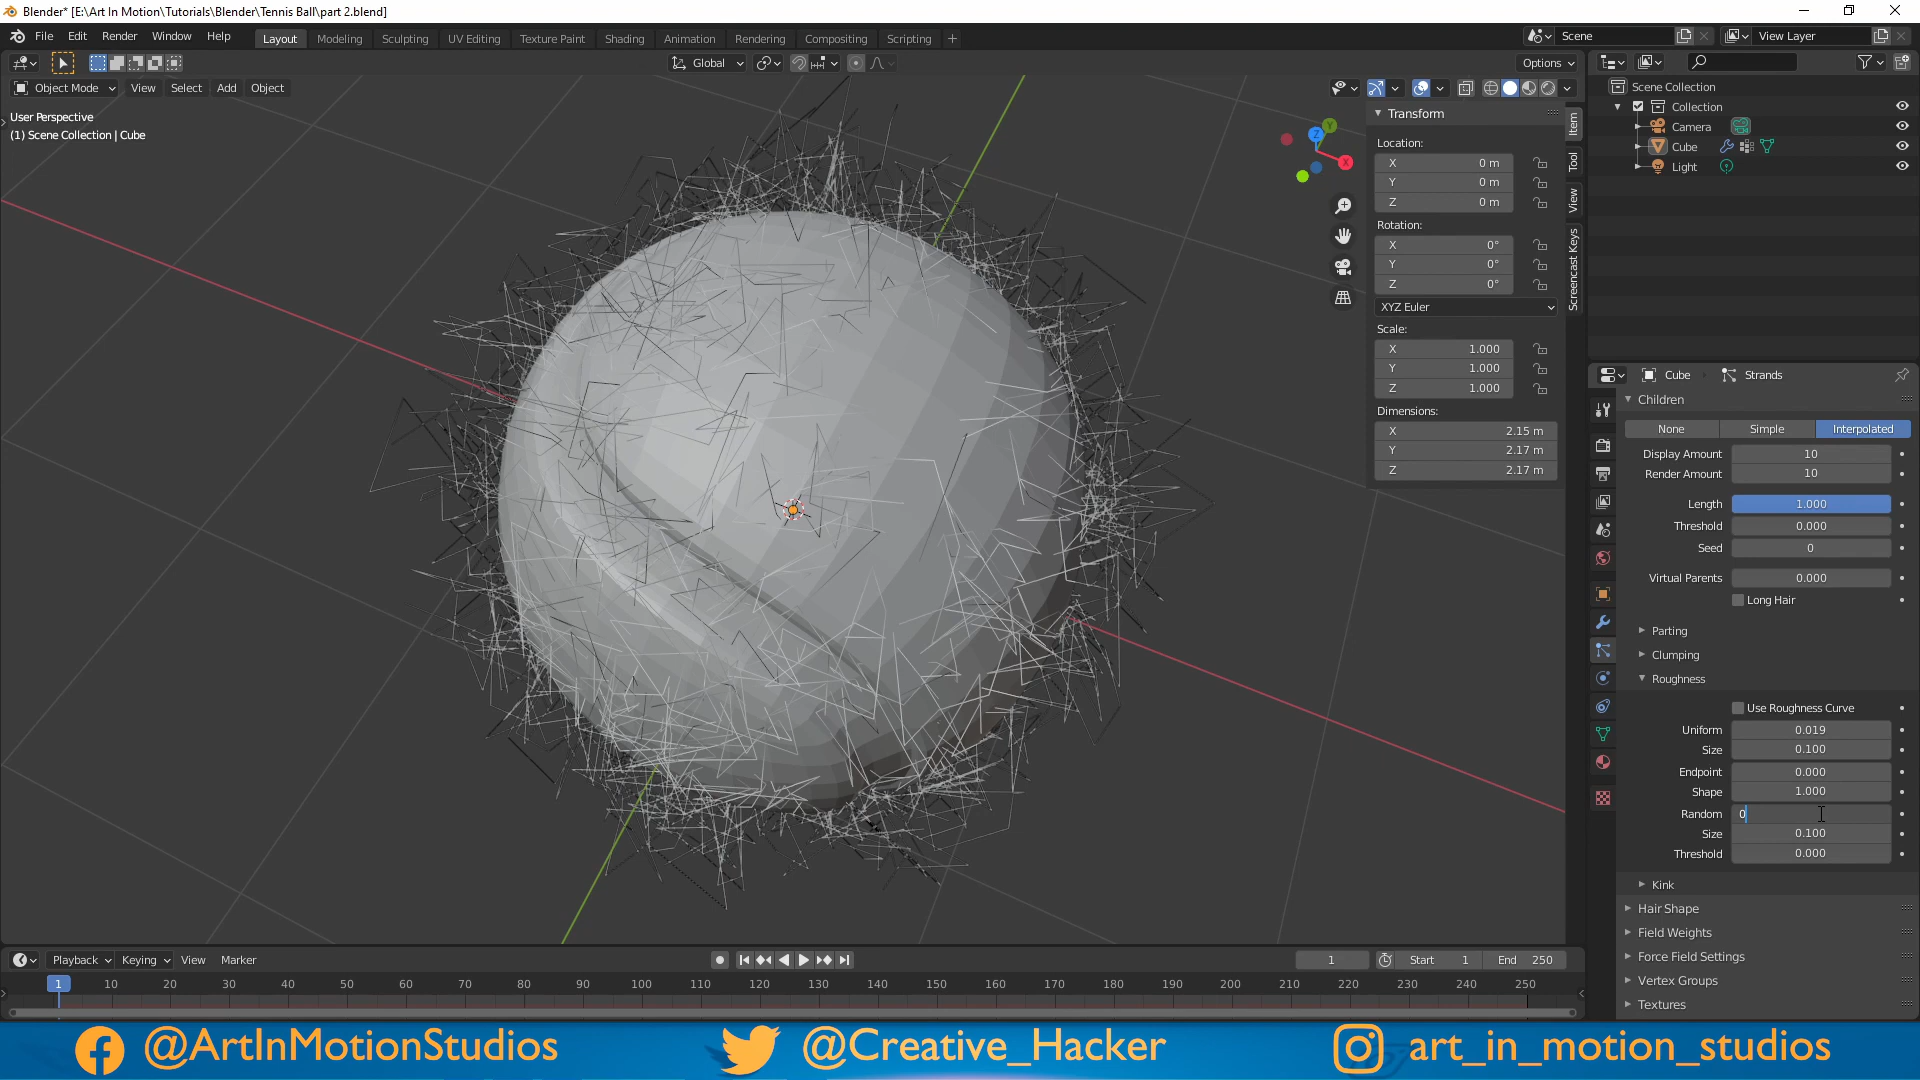 Blender* [E:\Art In Motion\Tutorials\Blender\Tennis Ball\part 2.blend]
File Edit Render Window Help
Layout Modeling Sculpting UV Editing Texture Paint Shading Animation Rendering Compositing Scripting +
Scene
View Layer
Global
Options
Object Mode View Select Add Object
User Perspective
(1) Scene Collection | Cube
X
Y
Z
Transform
Location:
X 0 m
Y 0 m
Z 0 m
Rotation:
X 0°
Y 0°
Z 0°
XYZ Euler
Scale:
X 1.000
Y 1.000
Z 1.000
Dimensions:
X 2.15 m
Y 2.17 m
Z 2.17 m
Item
Tool
View
Screencast Keys
Scene Collection
Collection
Camera
Cube
Light
Cube Strands
Children
None Simple Interpolated
Display Amount 10
Render Amount 10
Length 1.000
Threshold 0.000
Seed 0
Virtual Parents 0.000
Long Hair
Parting
Clumping
Roughness
Use Roughness Curve
Uniform 0.019
Size 0.100
Endpoint 0.000
Shape 1.000
Random 0
Size 0.100
Threshold 0.000
Kink
Hair Shape
Field Weights
Force Field Settings
Vertex Groups
Textures
Playback Keying View Marker
1
Start 1
End 250
1 10 20 30 40 50 60 70 80 90 100 110 120 130 140 150 160 170 180 190 200 210 220 230 240 250
@ArtInMotionStudios
@Creative_Hacker
art_in_motion_studios